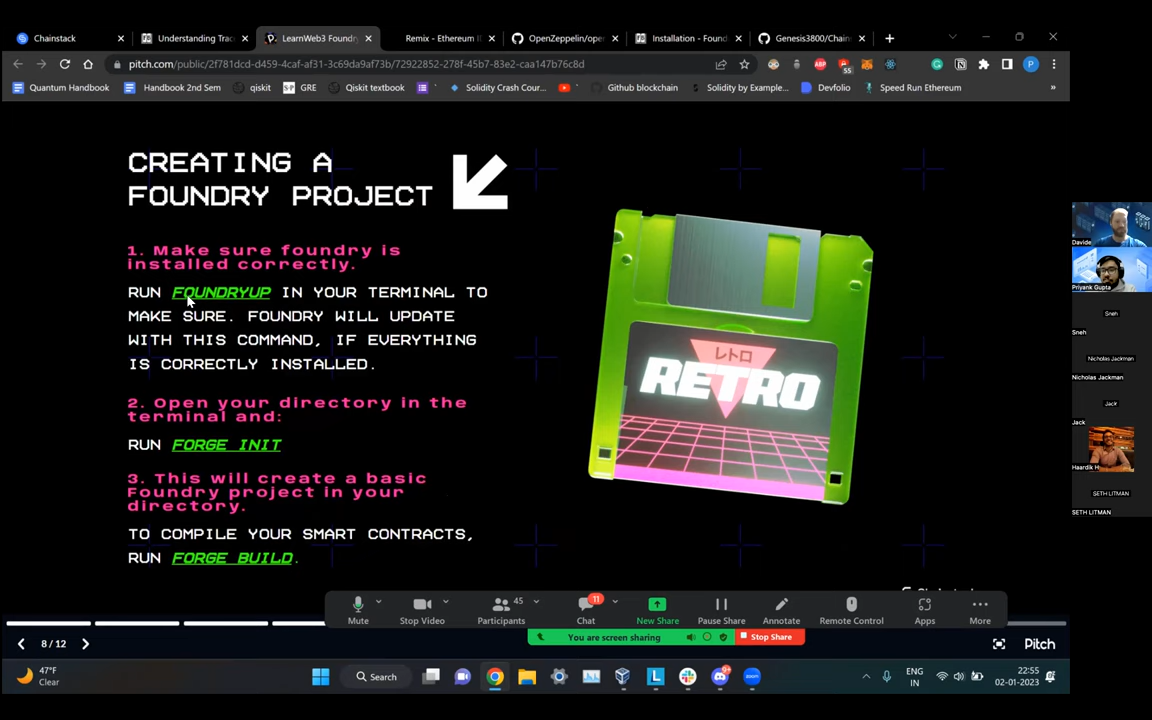 Chainstack
Understanding Trac
LearnWeb3 Foundr
Remix - Ethereum I
OpenZeppelin/ope
Installation - Found
Genesis3800/Chain
pitch.com/public/2f781dcd-d459-4caf-af31-3c69da9af73b/72922852-278f-45b7-83e2-caa147b76c8d
Quantum Handbook
Handbook 2nd Sem
qiskit
GRE
Qiskit textbook
Solidity Crash Cour...
Github blockchain
Solidity by Example...
Devfolio
Speed Run Ethereum
CREATING A
FOUNDRY PROJECT
1. Make sure foundry is
installed correctly.
RUN FOUNDRYUP IN YOUR TERMINAL TO
MAKE SURE. FOUNDRY WILL UPDATE
WITH THIS COMMAND, IF EVERYTHING
IS CORRECTLY INSTALLED.
2. Open your directory in the
terminal and:
RUN FORGE INIT
3. This will create a basic
Foundry project in your
directory.
TO COMPILE YOUR SMART CONTRACTS,
RUN FORGE BUILD.
レトロ
RETRO
Davide
Priyank Gupta
Sneh
Sneh
Nicholas Jackman
Nicholas Jackman
Jack
Jack
Haardik H
SETH LITMAN
SETH LITMAN
Mute
Stop Video
45
Participants
11
Chat
New Share
Pause Share
Annotate
Remote Control
Apps
More
You are screen sharing
Stop Share
8 / 12
Pitch
47°F
Clear
Search
ENG
IN
22:55
02-01-2023